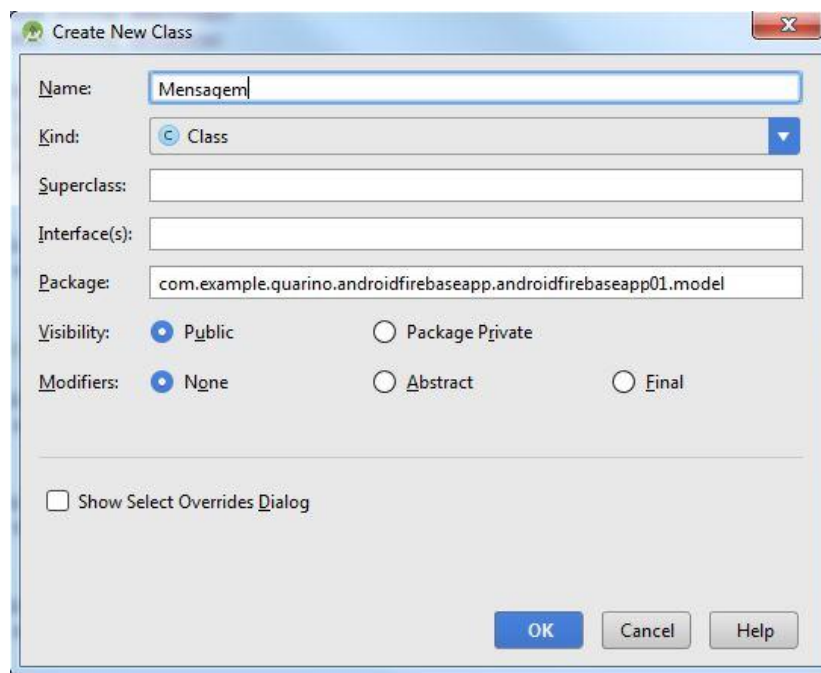 Create New Class
Name: Mensagem
Kind: C Class
Superclass:
Interface(s):
Package: com.example.quarino.androidfirebaseapp.androidfirebaseapp01.model
Visibility: Public Package Private
Modifiers: None Abstract Final
Show Select Overrides Dialog
OK Cancel Help